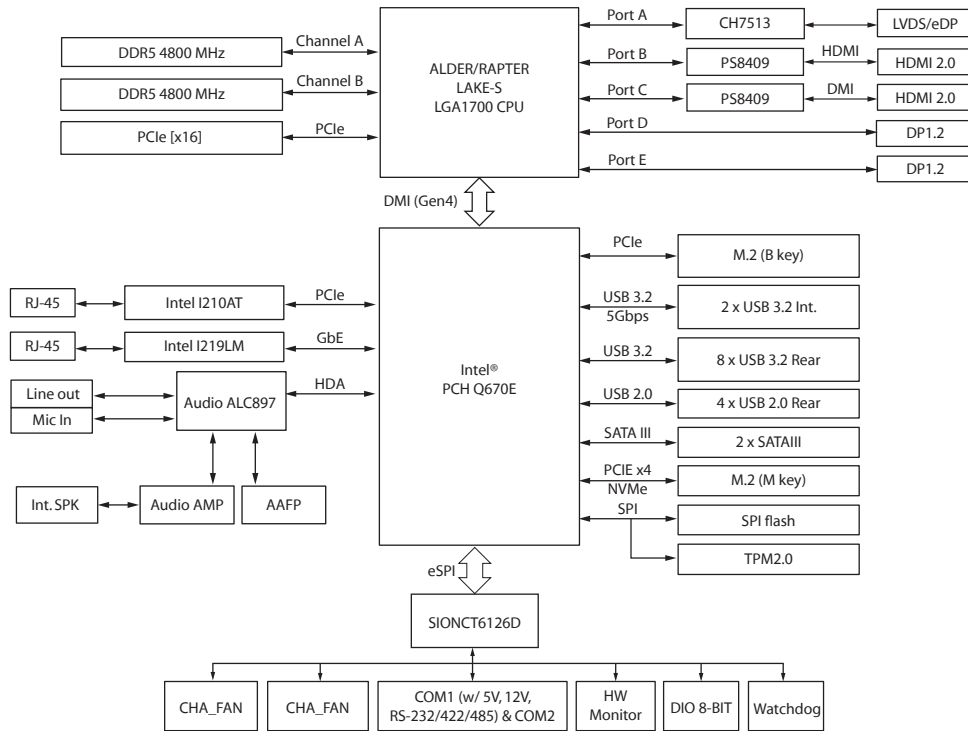 DDR5 4800 MHz
Channel A
DDR5 4800 MHz
Channel B
PCIe [x16]
PCIe
ALDER/RAPTER
LAKE-S
LGA1700 CPU
Port A
CH7513
LVDS/eDP
Port B
PS8409
HDMI
HDMI 2.0
Port C
PS8409
DMI
HDMI 2.0
Port D
DP1.2
Port E
DP1.2
DMI (Gen4)
RJ-45
Intel I210AT
PCIe
RJ-45
Intel I219LM
GbE
Line out
Mic In
Audio ALC897
HDA
Int. SPK
Audio AMP
AAFP
Intel®
PCH Q670E
PCIe
M.2 (B key)
USB 3.2
5Gbps
2 x USB 3.2 Int.
USB 3.2
8 x USB 3.2 Rear
USB 2.0
4 x USB 2.0 Rear
SATA III
2 x SATAIII
PCIE x4
NVMe
M.2 (M key)
SPI
SPI flash
TPM2.0
eSPI
SIONCT6126D
CHA_FAN
CHA_FAN
COM1 (w/ 5V, 12V,
RS-232/422/485) & COM2
HW
Monitor
DIO 8-BIT
Watchdog